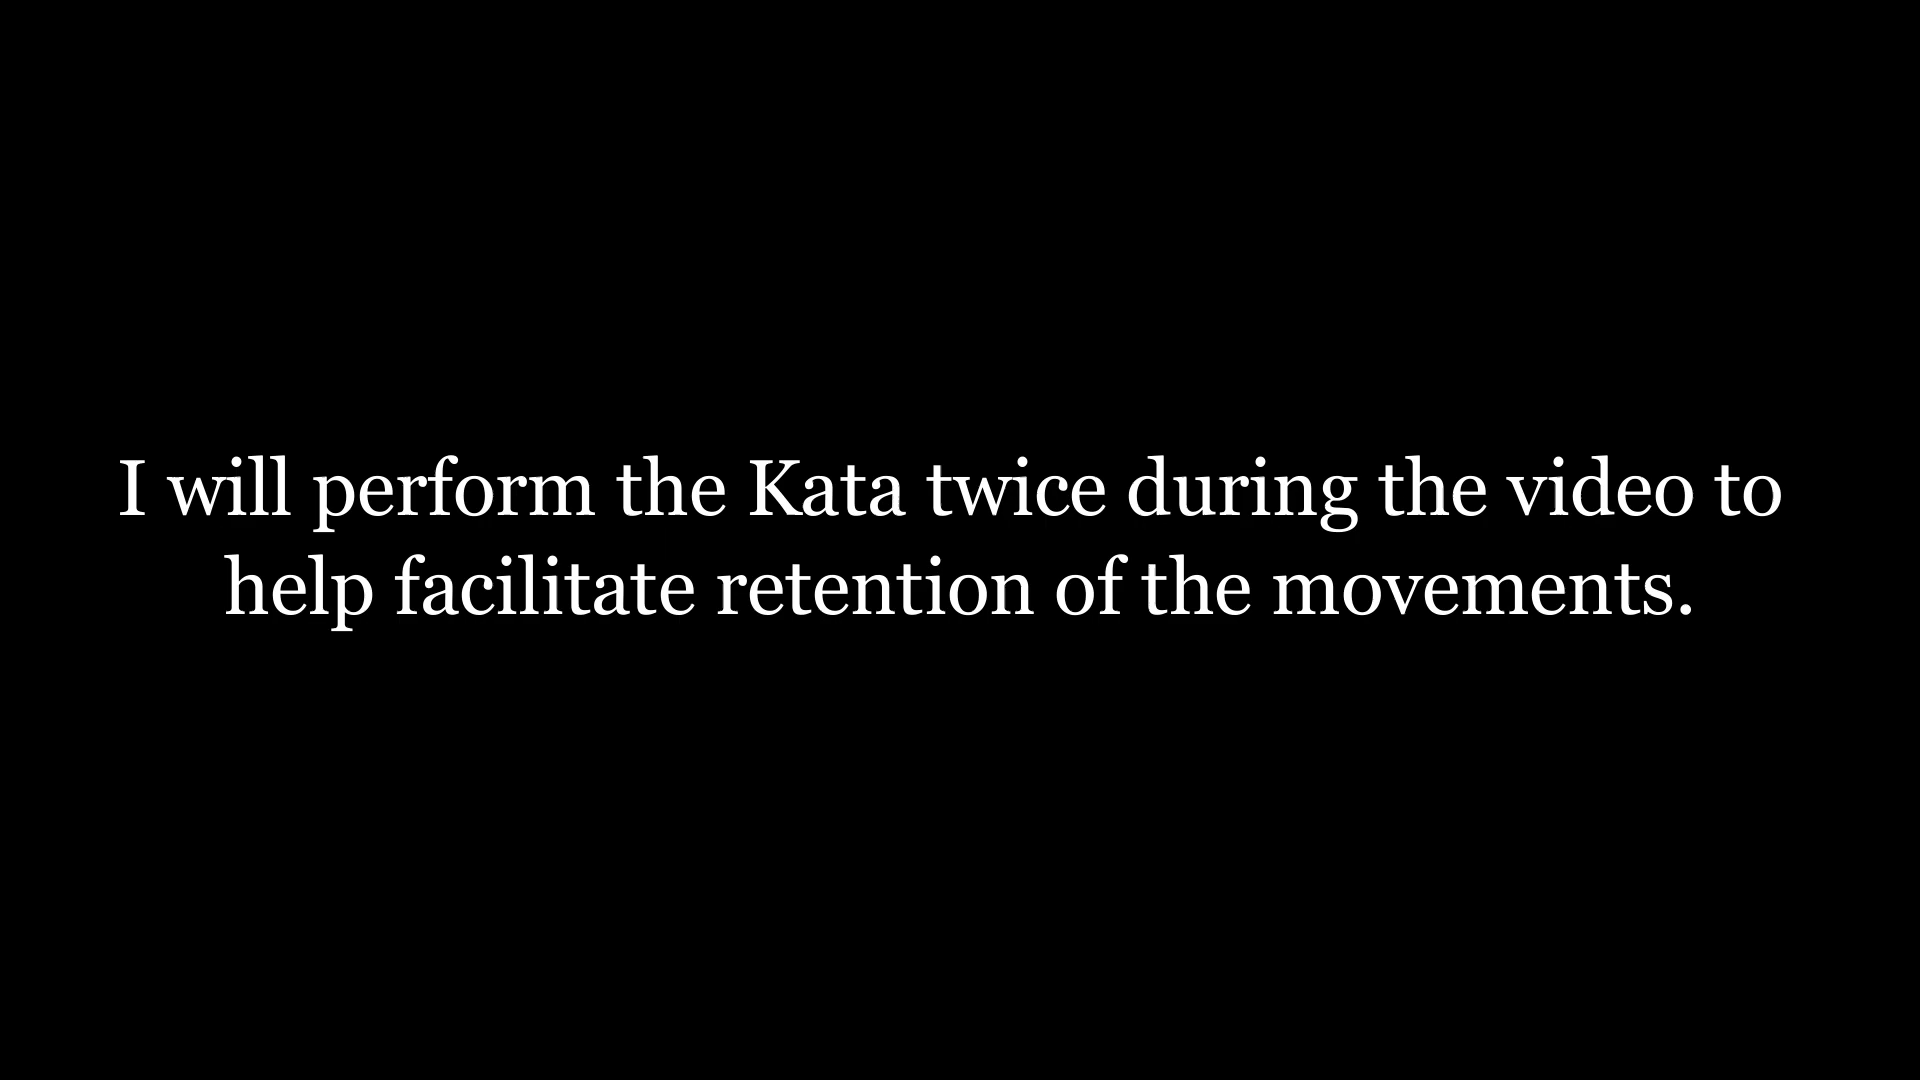 I will perform the Kata twice during the video to
help facilitate retention of the movements.